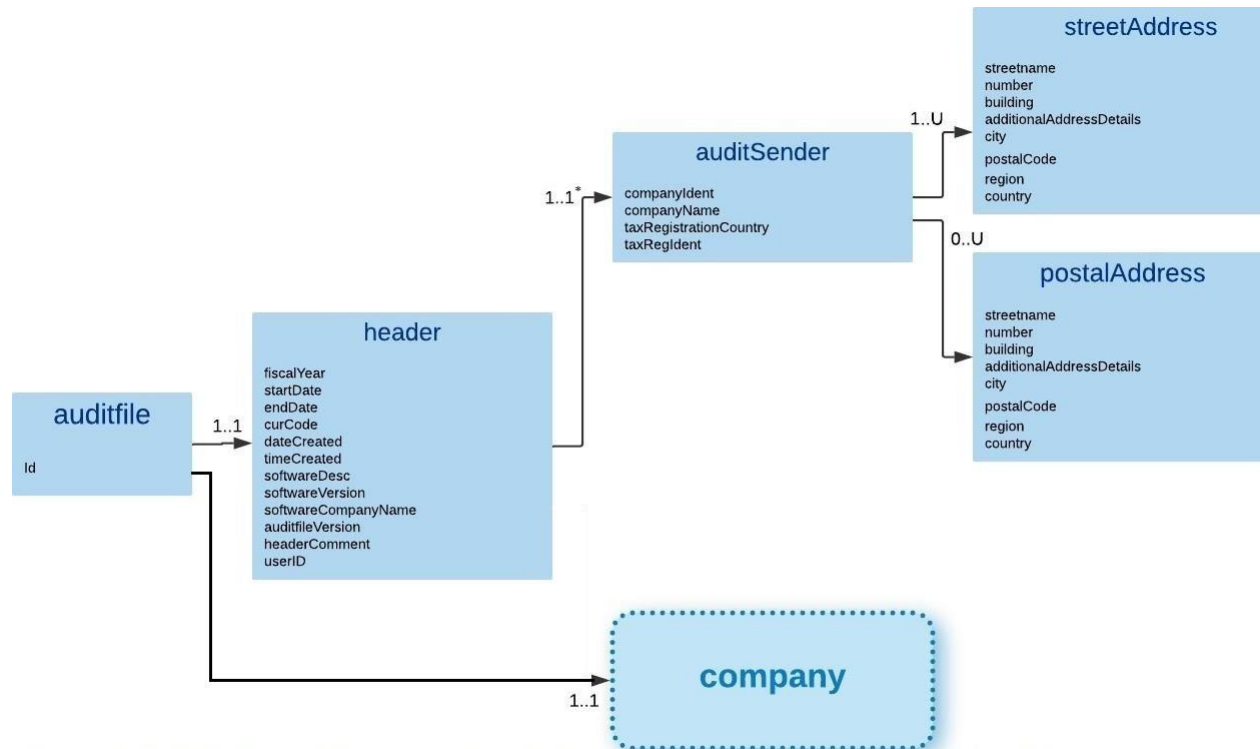 auditfile
Id
1..1
header
fiscalYear
startDate
endDate
curCode
dateCreated
timeCreated
softwareDesc
softwareVersion
softwareCompanyName
auditfileVersion
headerComment
userID
1..1*
auditSender
companyIdent
companyName
taxRegistrationCountry
taxRegIdent
1..U
streetAddress
streetname
number
building
additionalAddressDetails
city
postalCode
region
country
0..U
postalAddress
streetname
number
building
additionalAddressDetails
city
postalCode
region
country
1..1
company